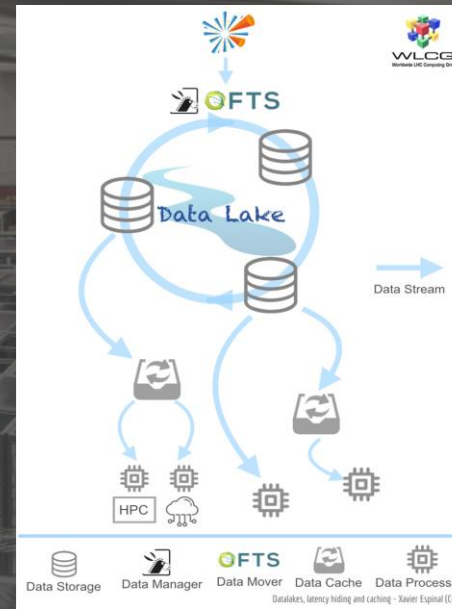 WLCG
Worldwide LHC Computing Grid
FTS
Data Lake
Data Stream
HPC
FTS
Data Storage
Data Manager
Data Mover
Data Cache
Data Process
Datalakes, latency hiding and caching - Xavier Espinal (C